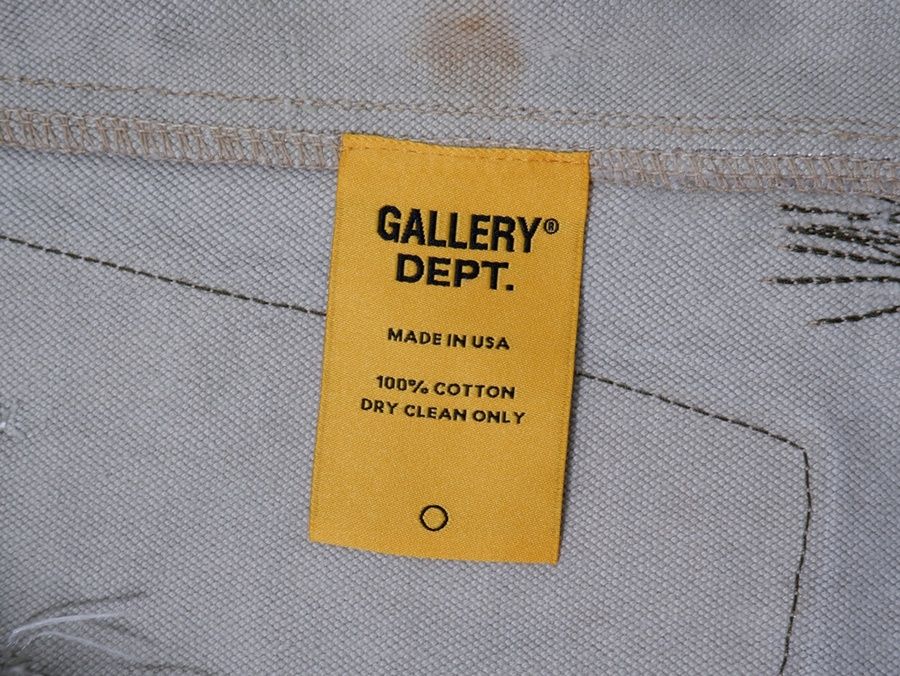 GALLERY®
DEPT.
MADE IN USA
100% COTTON
DRY CLEAN ONLY